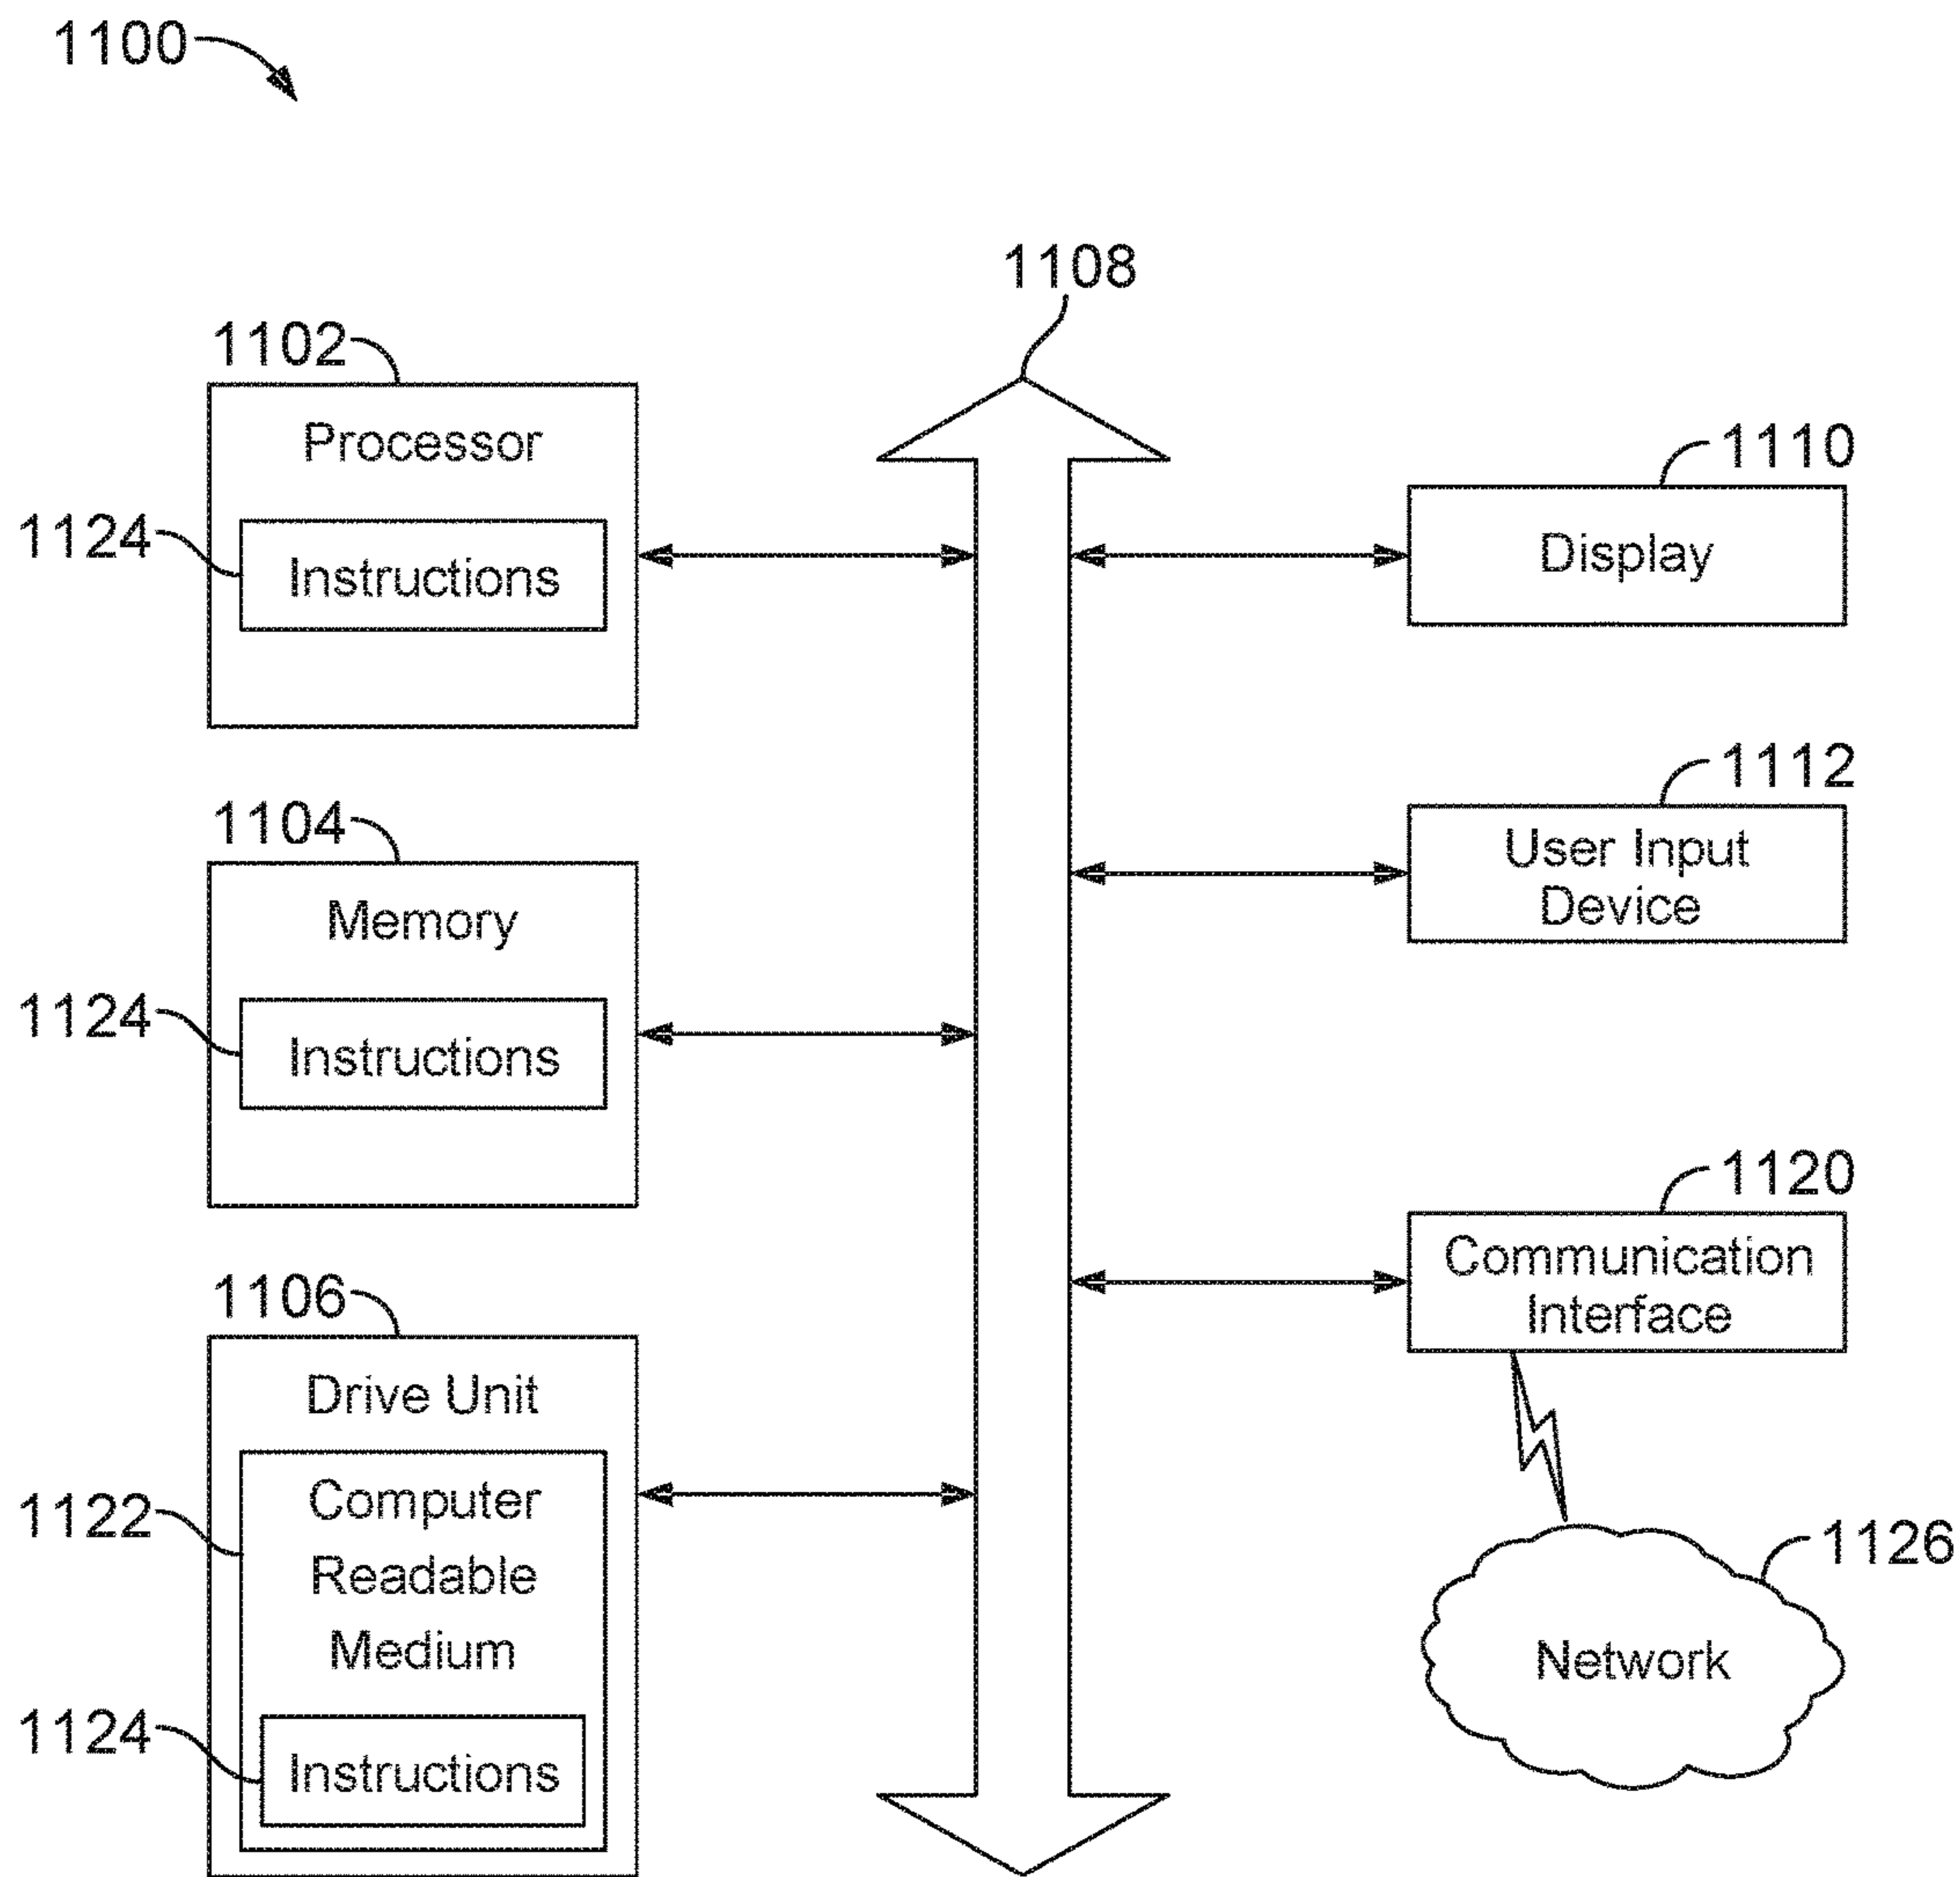 1100
1108
1102
Processor
1124
Instructions
1104
Memory
1124
Instructions
1106
Drive Unit
1122
Computer
Readable
Medium
1124
Instructions
1110
Display
1112
User Input
Device
1120
Communication
Interface
1126
Network